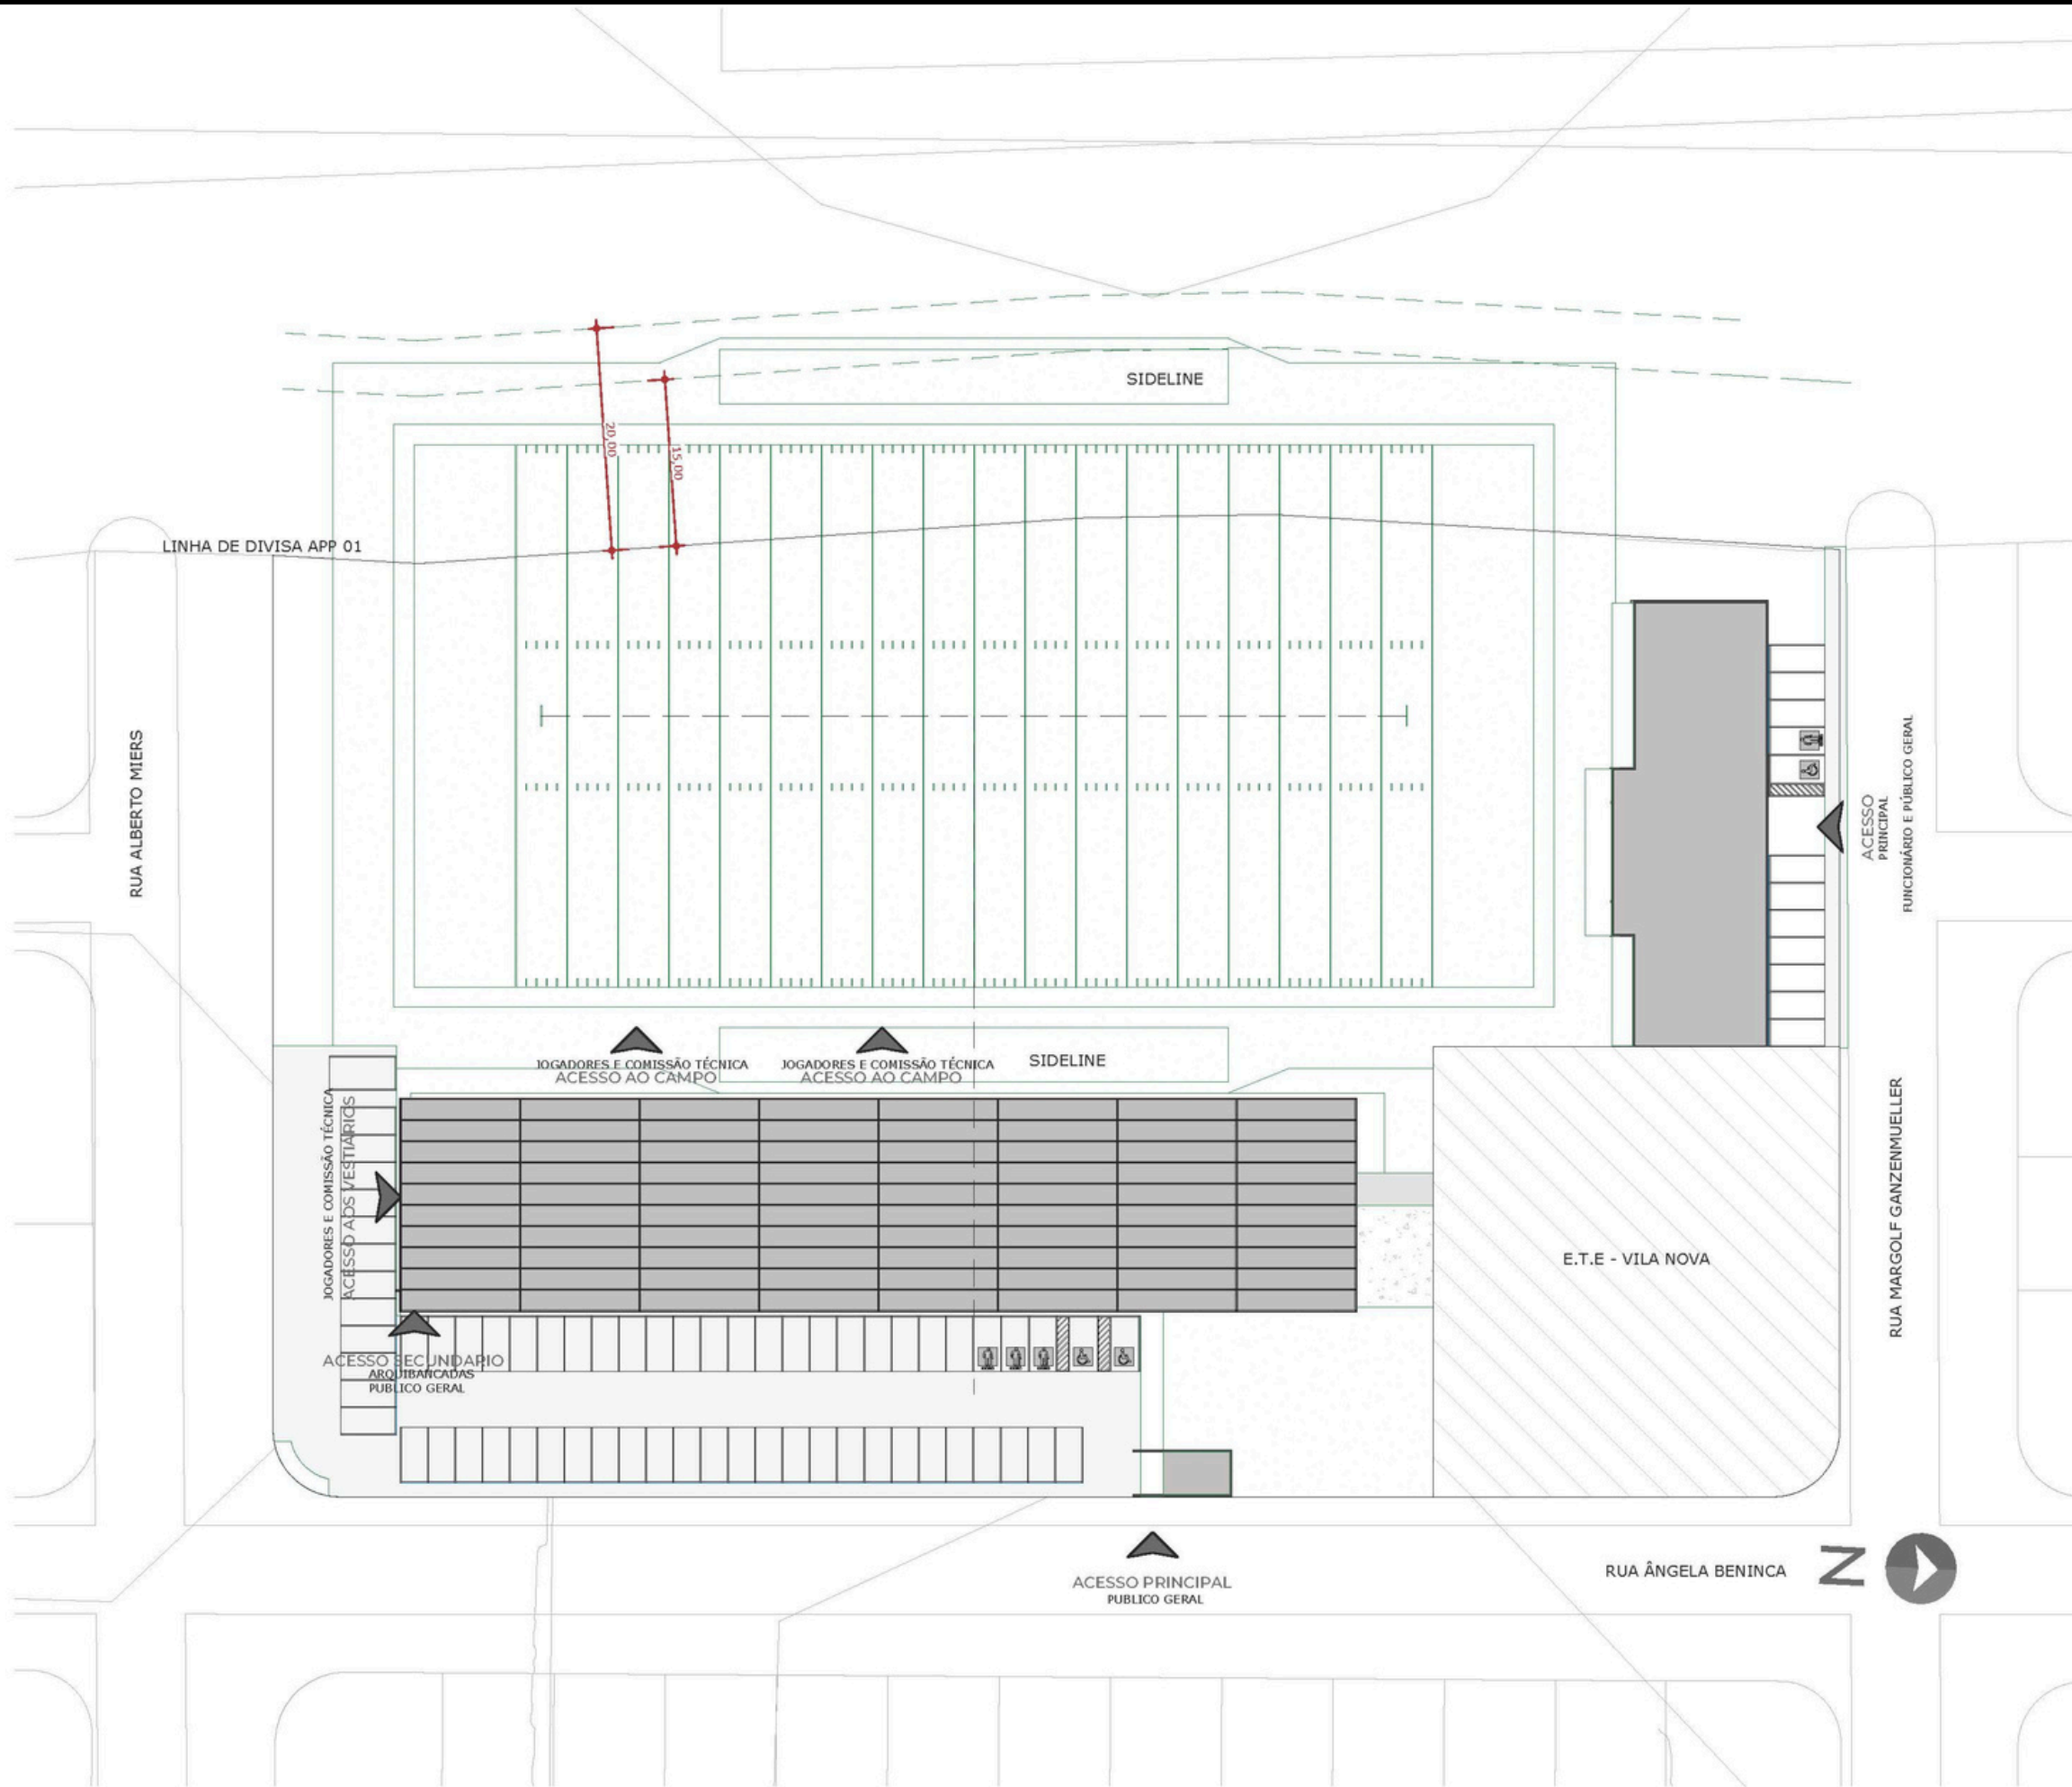 SIDELINE
20,00
15,00
LINHA DE DIVISA APP 01
RUA ALBERTO MIERS
ACESSO
PRINCIPAL
FUNCIONÁRIO E PÚBLICO GERAL
JOGADORES E COMISSÃO TÉCNICA
ACESSO AO CAMPO
JOGADORES E COMISSÃO TÉCNICA
ACESSO AO CAMPO
SIDELINE
JOGADORES E COMISSÃO TÉCNICA
ACESSO AOS VESTIÁRIOS
RUA MARGOLF GANZENMUELLER
E.T.E - VILA NOVA
ACESSO SECUNDARIO
ARQUIBANCADAS
PUBLICO GERAL
ACESSO PRINCIPAL
PUBLICO GERAL
RUA ÂNGELA BENINCA
N